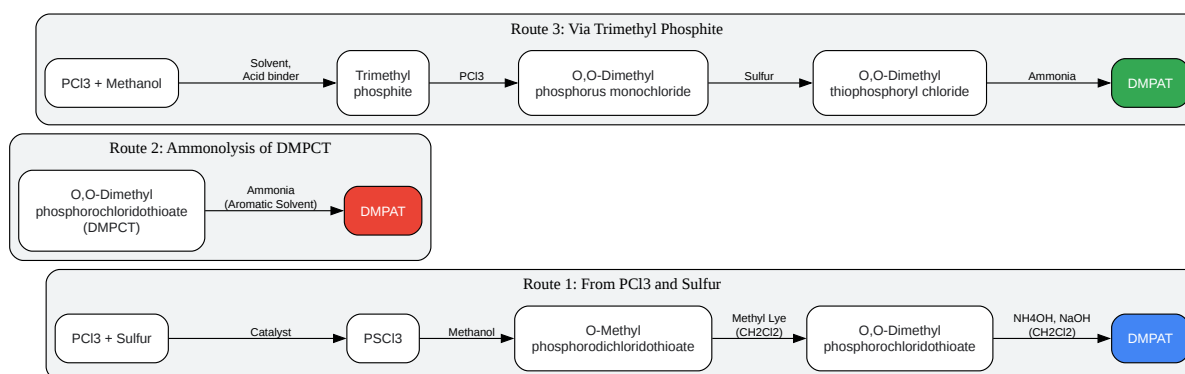 Route 3: Via Trimethyl Phosphite
PCl3 + Methanol
Solvent,
Acid binder
Trimethyl
phosphite
PCl3
O,O-Dimethyl
phosphorus monochloride
Sulfur
O,O-Dimethyl
thiophosphoryl chloride
Ammonia
DMPAT
Route 2: Ammonolysis of DMPCT
O,O-Dimethyl
phosphorochloridothioate
(DMPCT)
Ammonia
(Aromatic Solvent)
DMPAT
Route 1: From PCl3 and Sulfur
PCl3 + Sulfur
Catalyst
PSCl3
Methanol
O-Methyl
phosphorodichloridothioate
Methyl Lye
(CH2Cl2)
O,O-Dimethyl
phosphorochloridothioate
NH4OH, NaOH
(CH2Cl2)
DMPAT